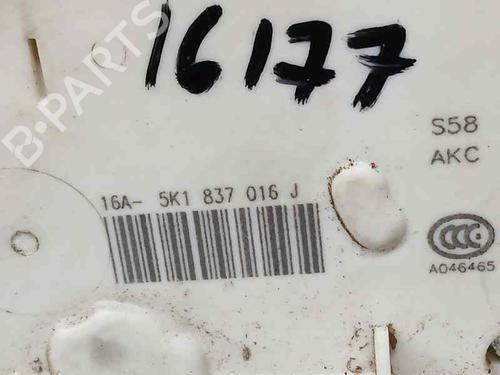 16177
B-PARTS
S58
AKC
16A- 5K1 837 016 J
CCC
A046465